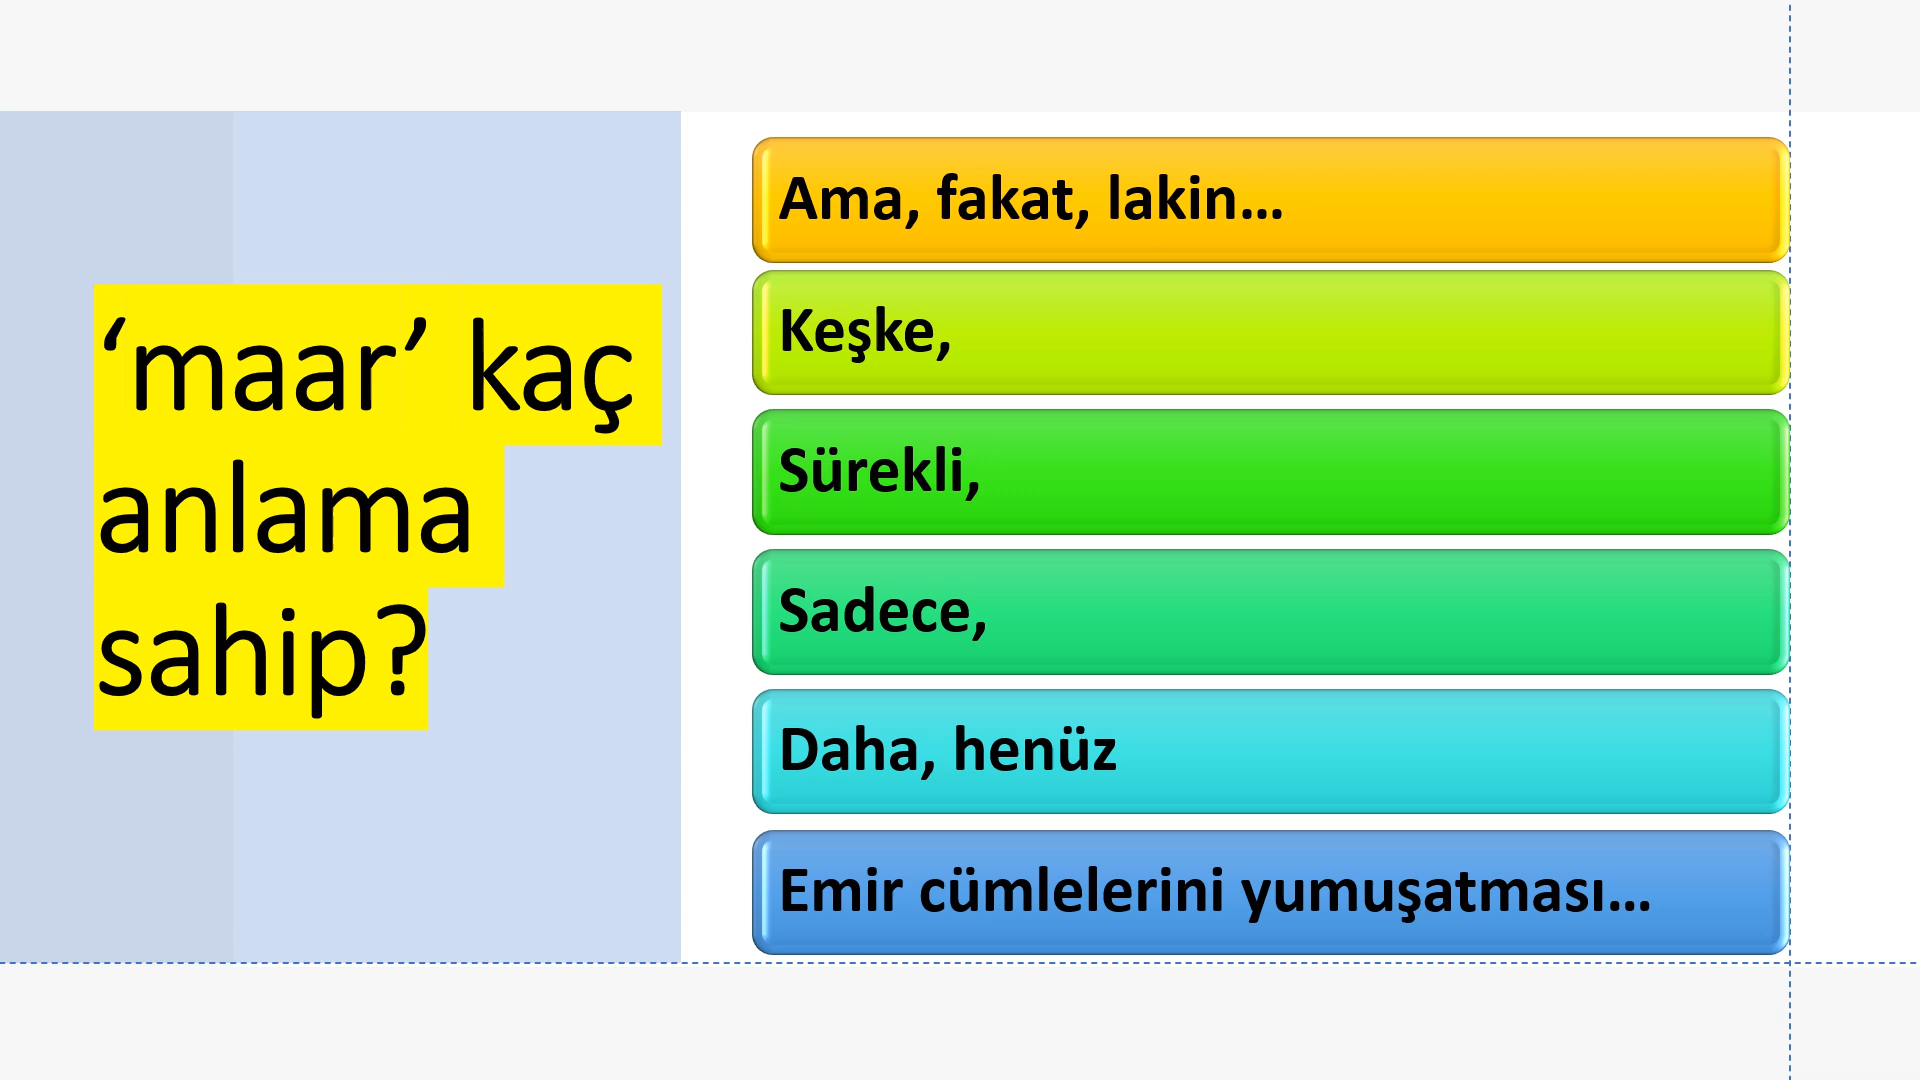 ‘maar’ kaç
anlama
sahip?
Ama, fakat, lakin…
Keşke,
Sürekli,
Sadece,
Daha, henüz
Emir cümlelerini yumuşatması…